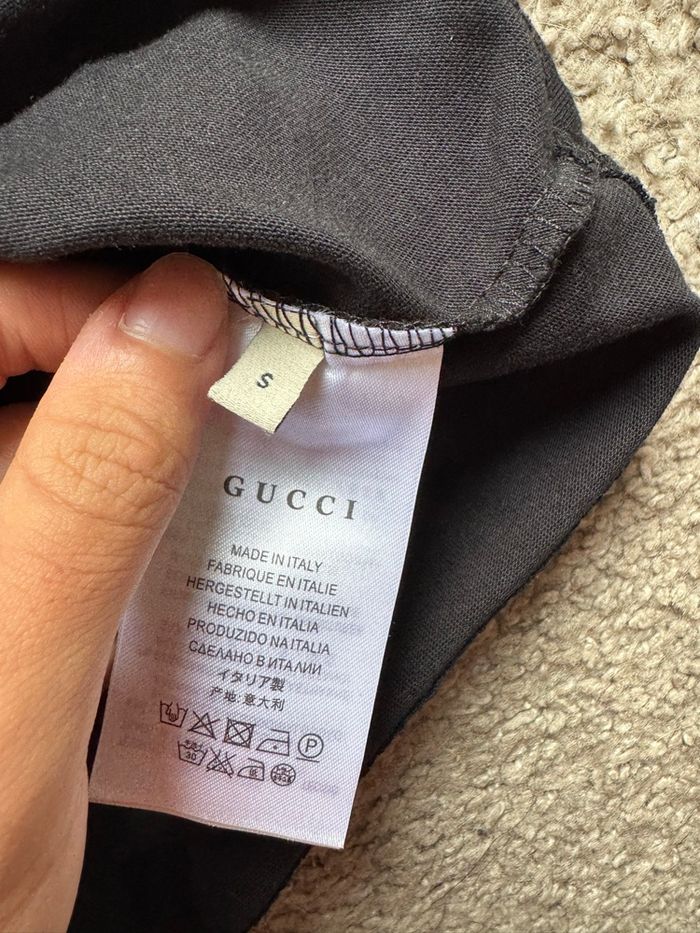 S
GUCCI
MADE IN ITALY
FABRIQUE EN ITALIE
HERGESTELLT IN ITALIEN
HECHO EN ITALIA
PRODUZIDO NA ITALIA
СДЕЛАНО В ИТАЛИИ
イタリア製
产地:意大利
P